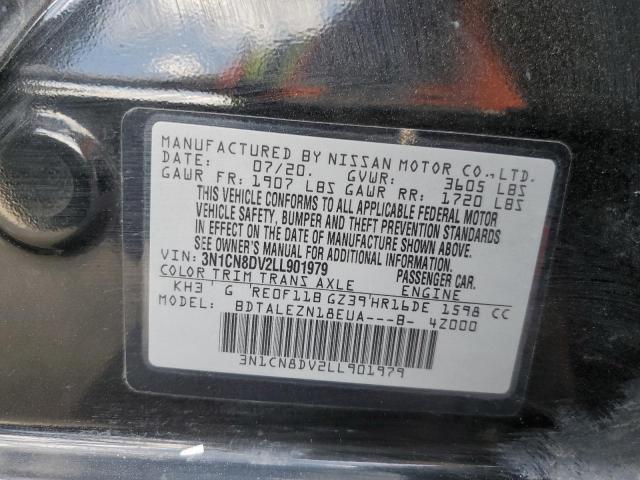 MANUFACTURED BY NISSAN MOTOR CO.,LTD.
DATE: 07/20. GVWR: 3605 LBS
GAWR FR: 1907 LBS GAWR RR: 1720 LBS
THIS VEHICLE CONFORMS TO ALL APPLICABLE FEDERAL MOTOR
VEHICLE SAFETY, BUMPER AND THEFT PREVENTION STANDARDS
IN EFFECT ON THE DATE OF MANUFACTURE SHOWN ABOVE.
SEE OWNER'S MANUAL FOR ADDITIONAL INFORMATION.
VIN: 3N1CN8DV2LL901979 PASSENGER CAR.
COLOR TRIM TRANS AXLE ENGINE
KH3 ' G 'RE0F11B GZ39'HR16DE 1598 CC
MODEL: BDTALEZN18EUA---B- 4Z000
3N1CN8DV2LL901979